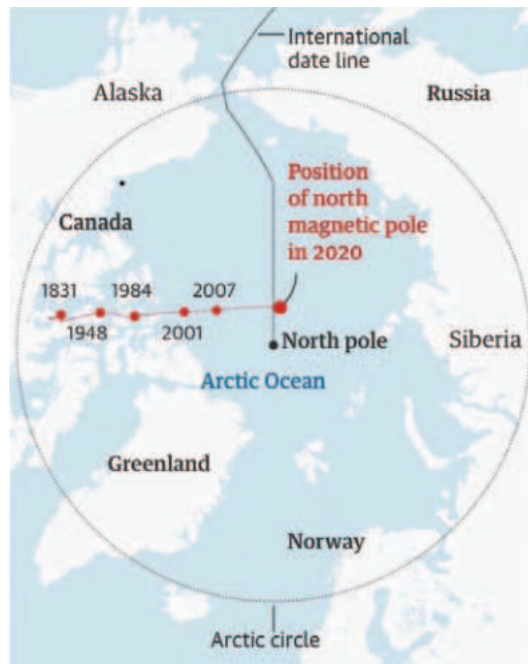 International
date line
Alaska
Russia
Position
of north
magnetic pole
in 2020
Canada
1831
1984
2007
1948
2001
North pole
Siberia
Arctic Ocean
Greenland
Norway
Arctic circle